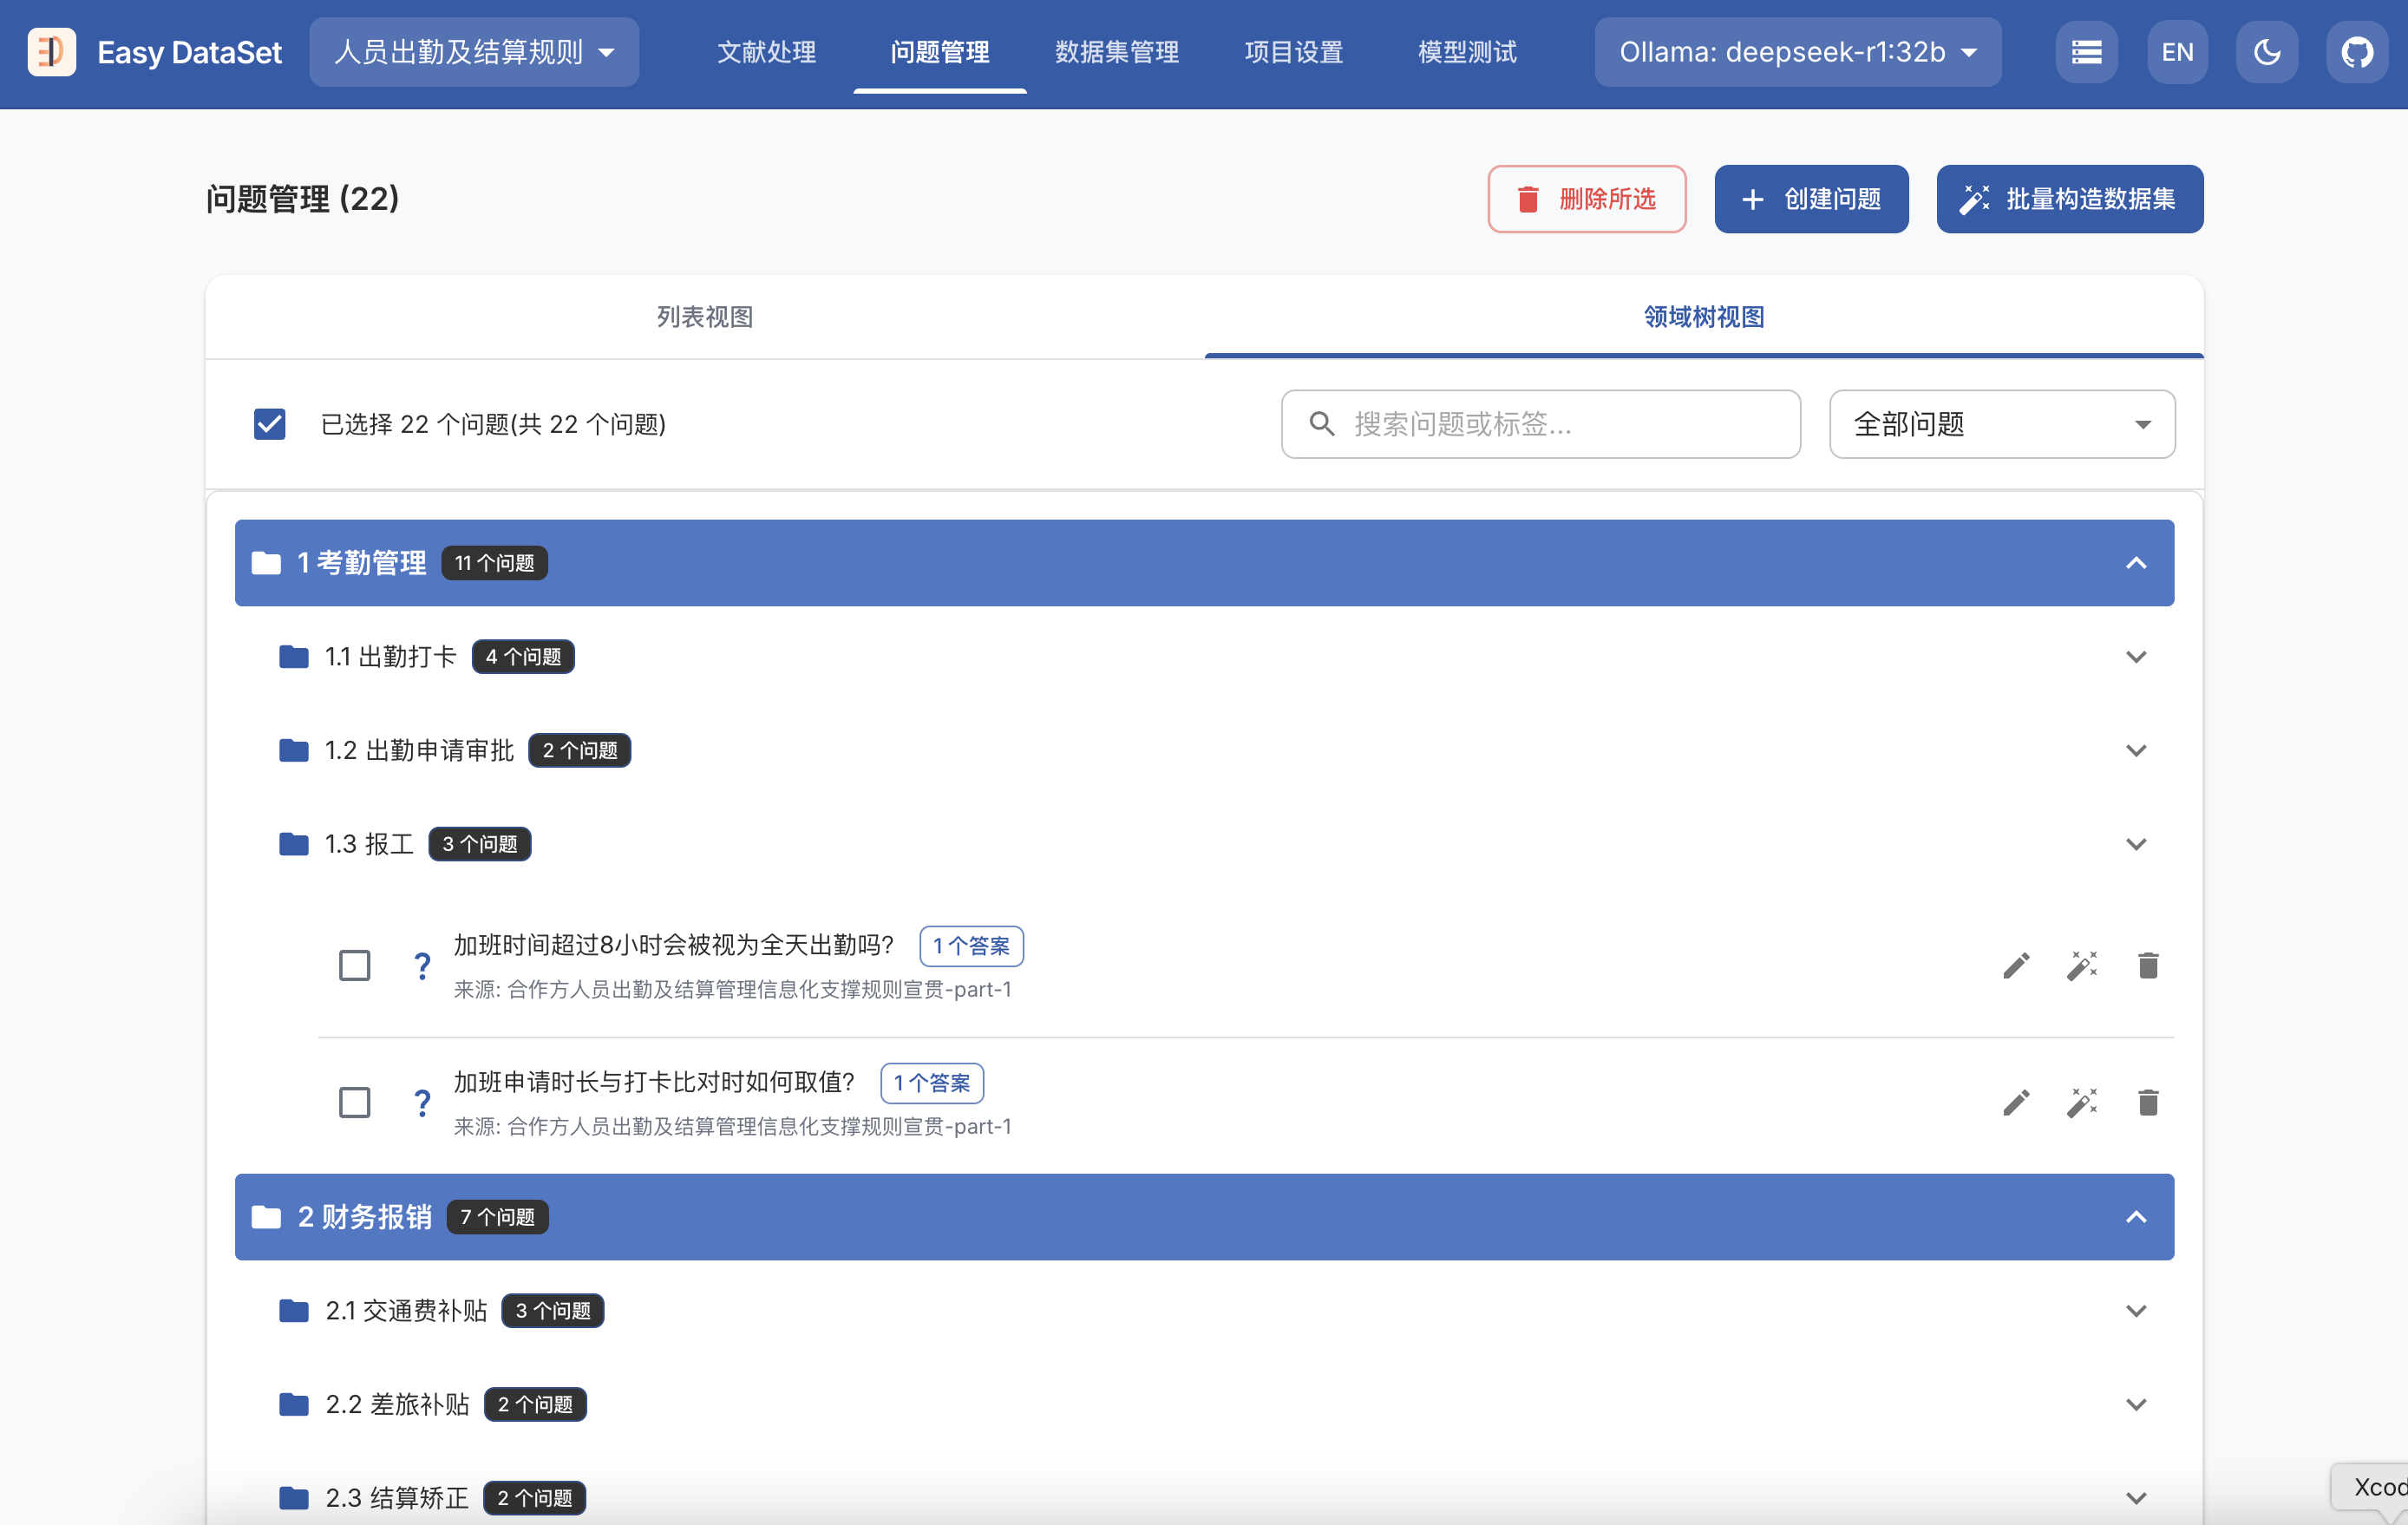 Easy DataSet
人员出勤及结算规则
文献处理
问题管理
数据集管理
项目设置
模型测试
Ollama: deepseek-r1:32b
EN
问题管理 (22)
删除所选
创建问题
批量构造数据集
列表视图
领域树视图
已选择 22 个问题(共 22 个问题)
搜索问题或标签...
全部问题
1 考勤管理 11 个问题
1.1 出勤打卡 4 个问题
1.2 出勤申请审批 2 个问题
1.3 报工 3 个问题
加班时间超过8小时会被视为全天出勤吗? 1 个答案
来源: 合作方人员出勤及结算管理信息化支撑规则宣贯-part-1
加班申请时长与打卡比对时如何取值? 1 个答案
来源: 合作方人员出勤及结算管理信息化支撑规则宣贯-part-1
2 财务报销 7 个问题
2.1 交通费补贴 3 个问题
2.2 差旅补贴 2 个问题
2.3 结算矫正 2 个问题